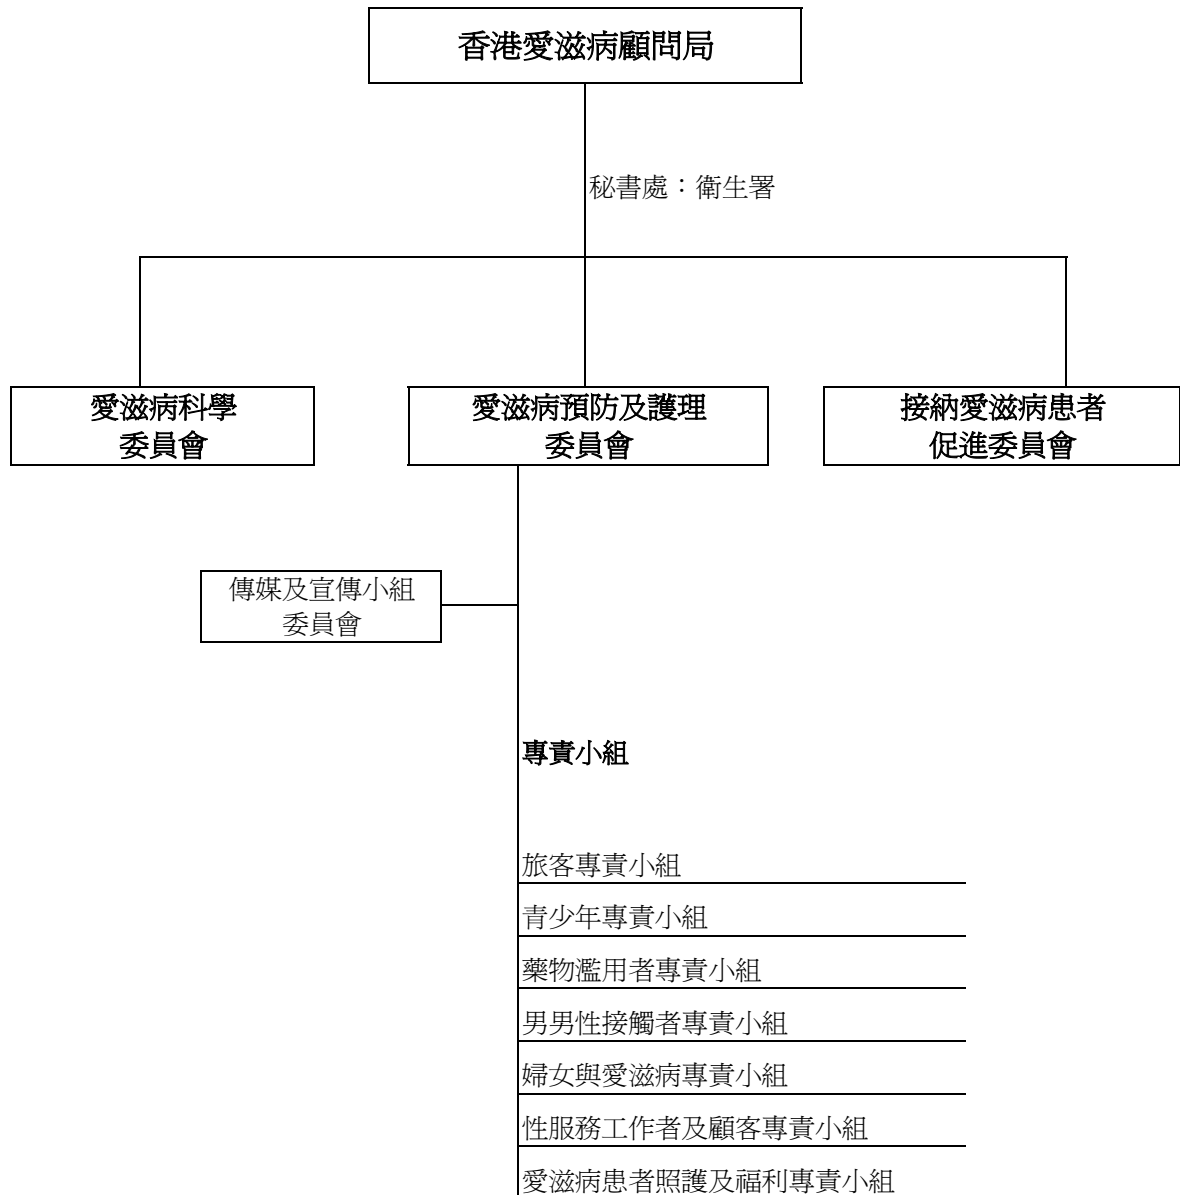 香港愛滋病顧問局
秘書處：衛生署
愛滋病科學
委員會
愛滋病預防及護理
委員會
接納愛滋病患者
促進委員會
傳媒及宣傳小組
委員會
專責小組
旅客專責小組
青少年專責小組
藥物濫用者專責小組
男男性接觸者專責小組
婦女與愛滋病專責小組
性服務工作者及顧客專責小組
愛滋病患者照護及福利專責小組